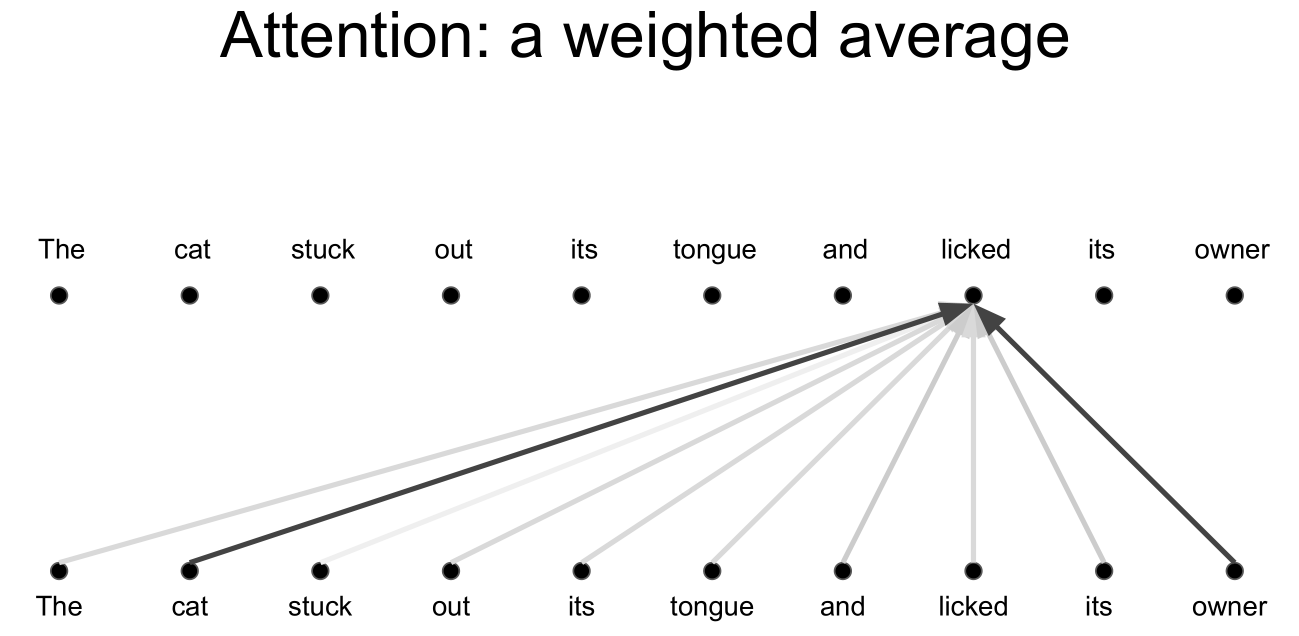 Attention: a weighted average
The cat stuck out its tongue and licked its owner
The cat stuck out its tongue and licked its owner